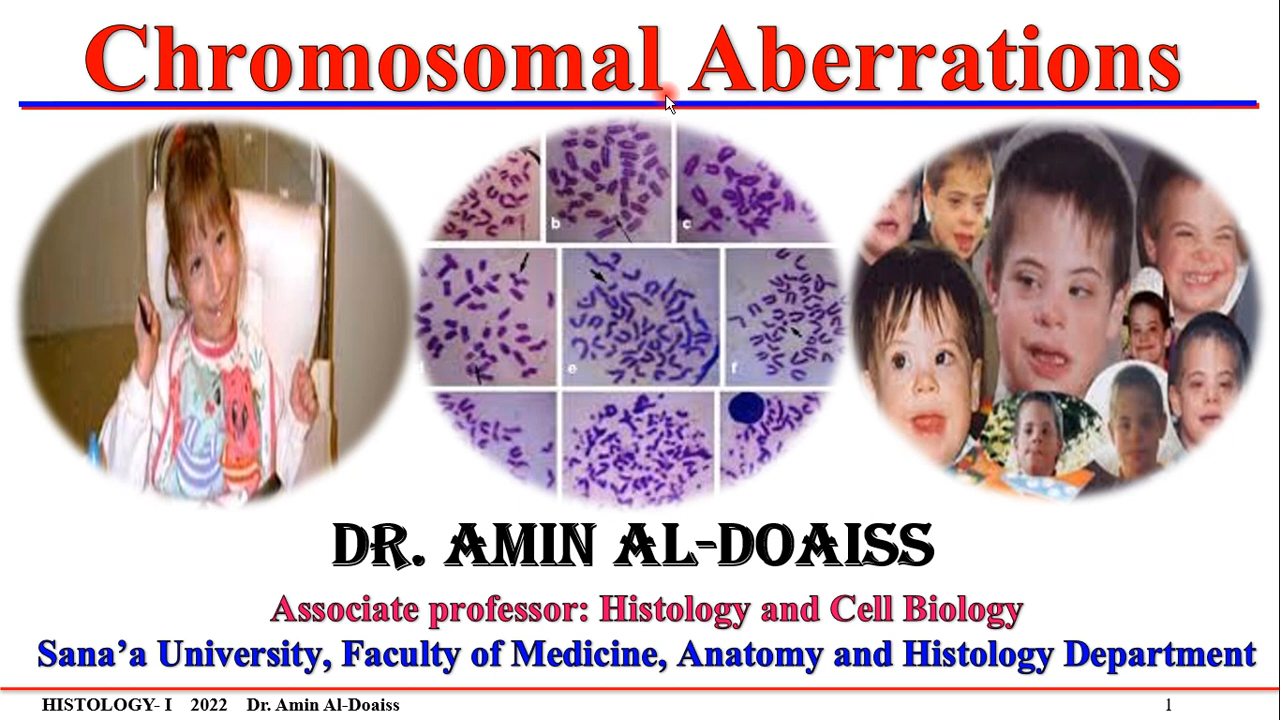 Chromosomal Aberrations
b
c
d
e
f
DR. AMIN AL-DOAISS
Associate professor: Histology and Cell Biology
Sana’a University, Faculty of Medicine, Anatomy and Histology Department
HISTOLOGY- I 2022 Dr. Amin Al-Doaiss 1